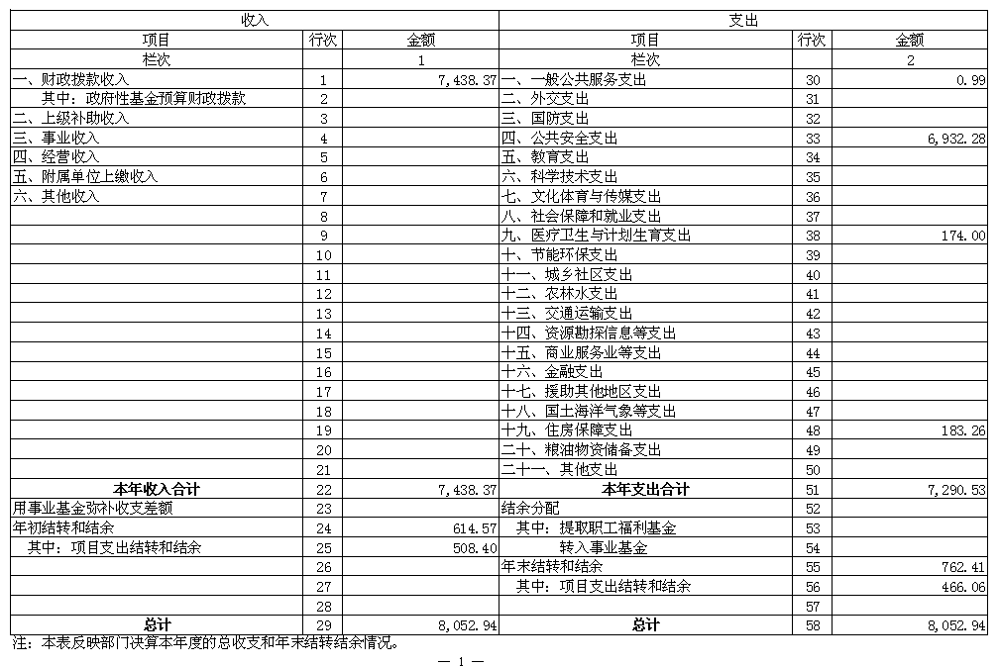 收入 支出
项目 行次 金额 项目 行次 金额
栏次 1 栏次 2
一、财政拨款收入 1 7,438.37 一、一般公共服务支出 30 0.99
其中：政府性基金预算财政拨款 2 二、外交支出 31
二、上级补助收入 3 三、国防支出 32
三、事业收入 4 四、公共安全支出 33 6,932.28
四、经营收入 5 五、教育支出 34
五、附属单位上缴收入 6 六、科学技术支出 35
六、其他收入 7 七、文化体育与传媒支出 36
8 八、社会保障和就业支出 37
9 九、医疗卫生与计划生育支出 38 174.00
10 十、节能环保支出 39
11 十一、城乡社区支出 40
12 十二、农林水支出 41
13 十三、交通运输支出 42
14 十四、资源勘探信息等支出 43
15 十五、商业服务业等支出 44
16 十六、金融支出 45
17 十七、援助其他地区支出 46
18 十八、国土海洋气象等支出 47
19 十九、住房保障支出 48 183.26
20 二十、粮油物资储备支出 49
21 二十一、其他支出 50
本年收入合计 22 7,438.37 本年支出合计 51 7,290.53
用事业基金弥补收支差额 23 结余分配 52
年初结转和结余 24 614.57 其中：提取职工福利基金 53
其中：项目支出结转和结余 25 508.40 转入事业基金 54
26 年末结转和结余 55 762.41
27 其中：项目支出结转和结余 56 466.06
28 57
总计 29 8,052.94 总计 58 8,052.94
注：本表反映部门决算本年度的总收支和年末结转结余情况。
— 1 —